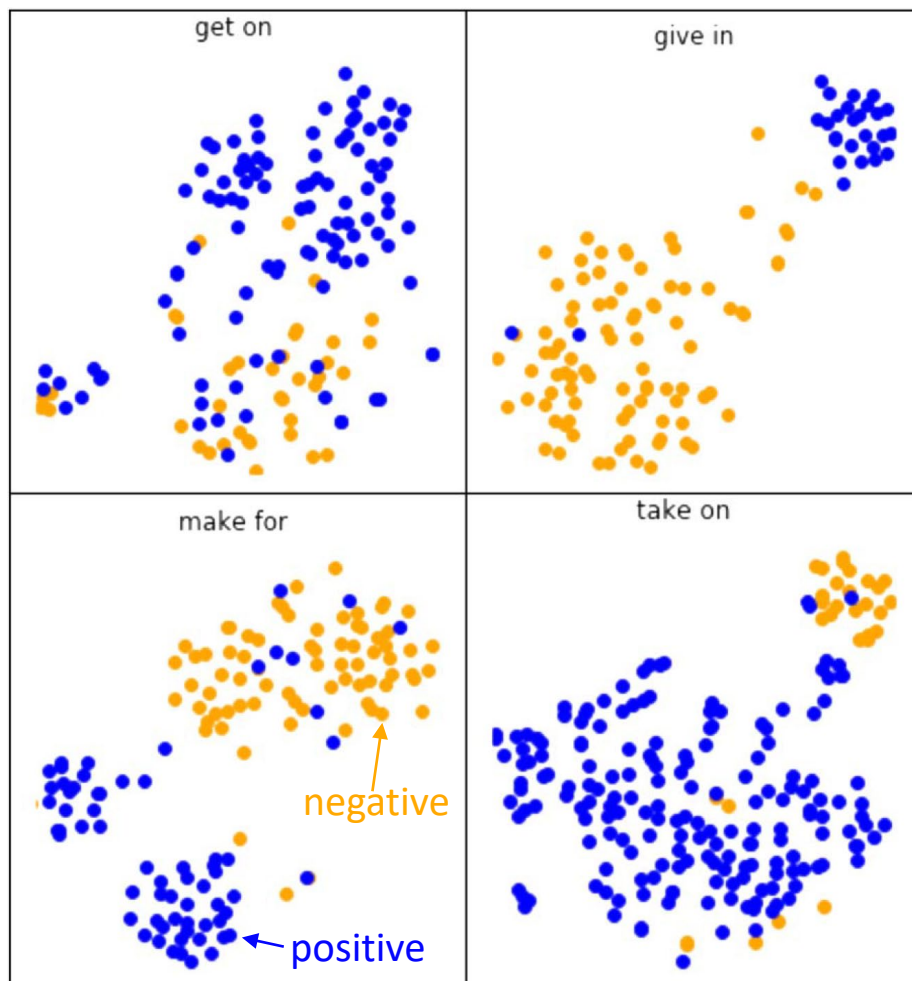 get on
give in
make for
take on
negative
positive